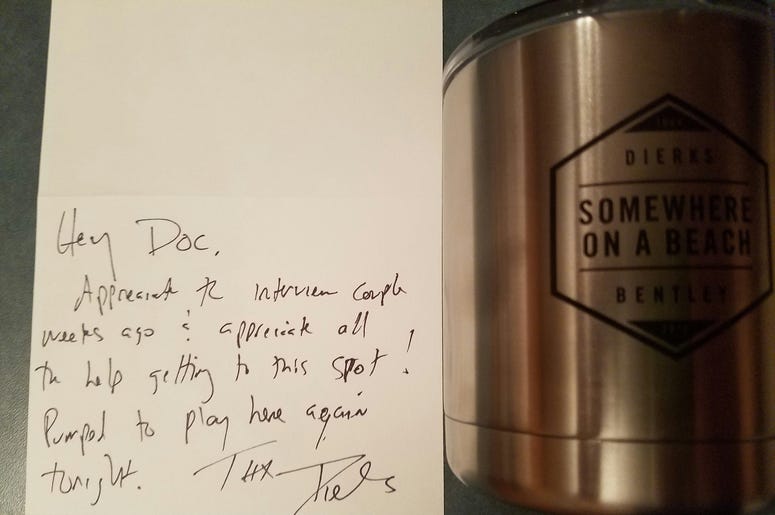 Hey Doc,
Appreciate the interview couple
weeks ago & appreciate all
the help getting to this spot!
Pumped to play here again
tonight. THX Dierks
DIERKS
SOMEWHERE
ON A BEACH
BENTLEY